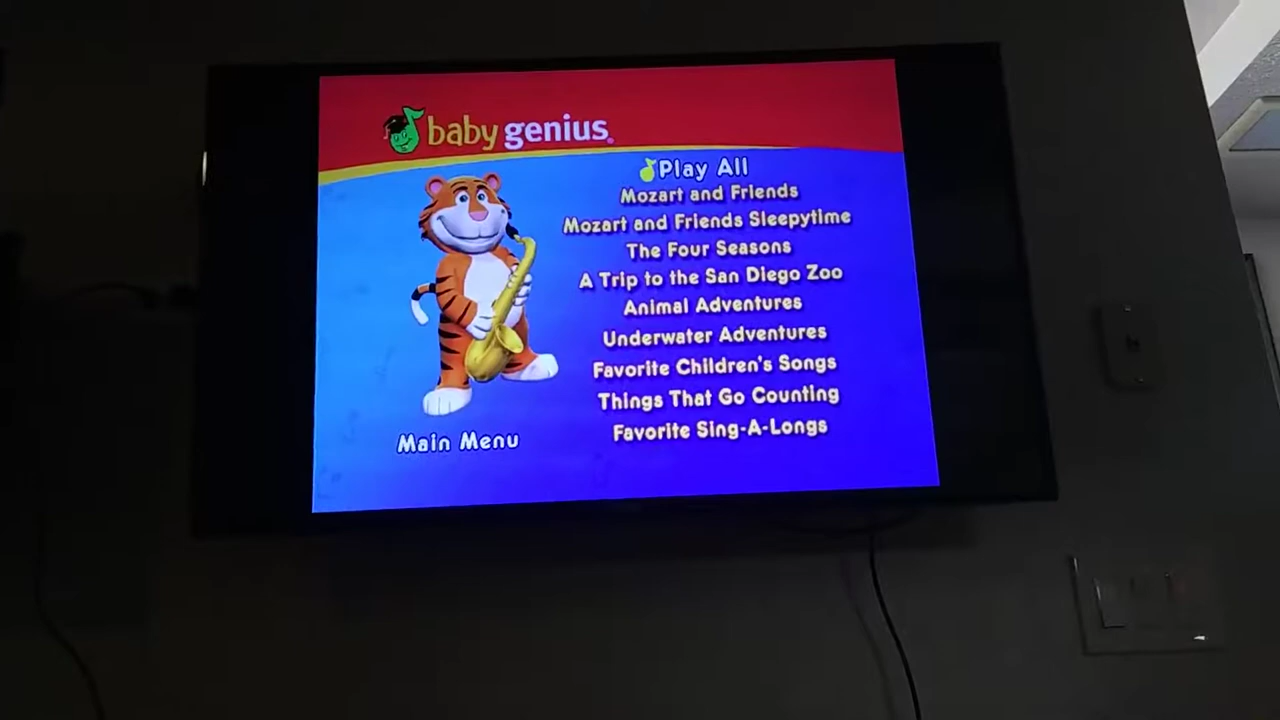 baby genius
Play All
Mozart and Friends
Mozart and Friends Sleepytime
The Four Seasons
A Trip to the San Diego Zoo
Animal Adventures
Underwater Adventures
Favorite Children's Songs
Things That Go Counting
Favorite Sing-A-Longs
Main Menu